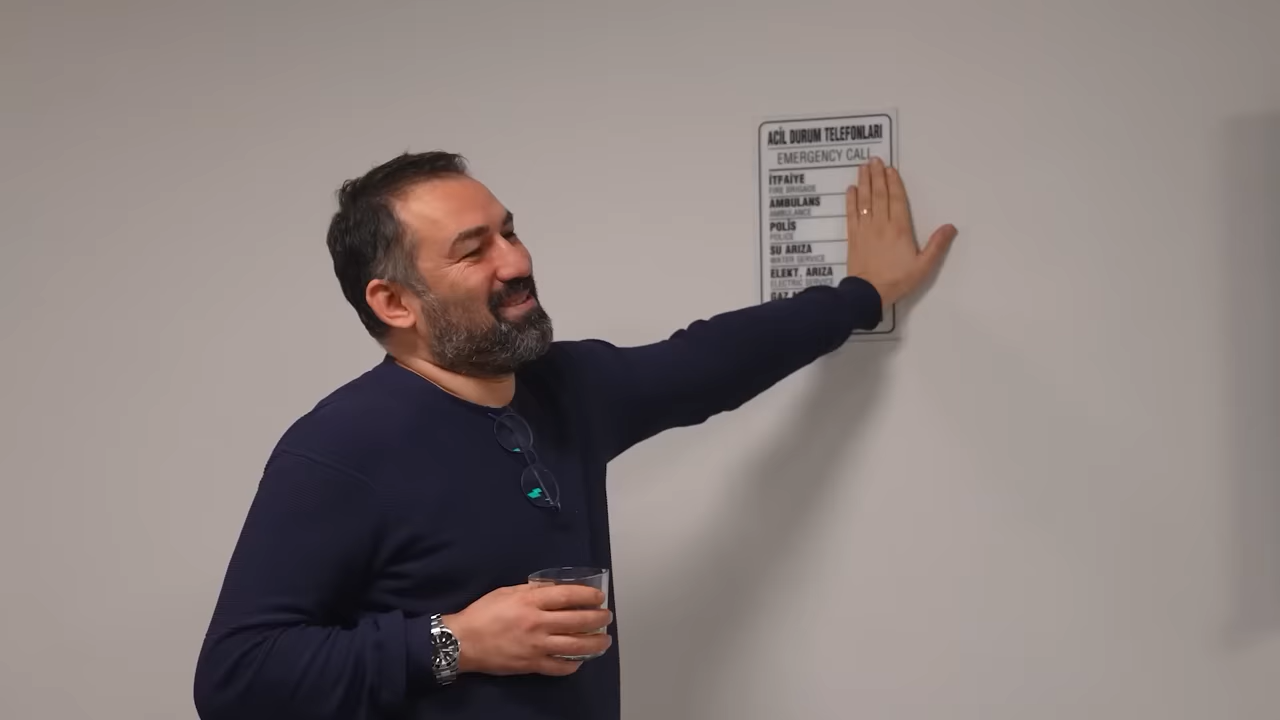 ACİL DURUM TELEFONLARI
EMERGENCY CALL
İTFAİYE
FIRE BRIGADE
AMBULANS
AMBULANCE
POLİS
POLICE
SU ARIZA
WATER SERVICE
ELEKT. ARIZA
ELECTRIC SERVICE
GAZ